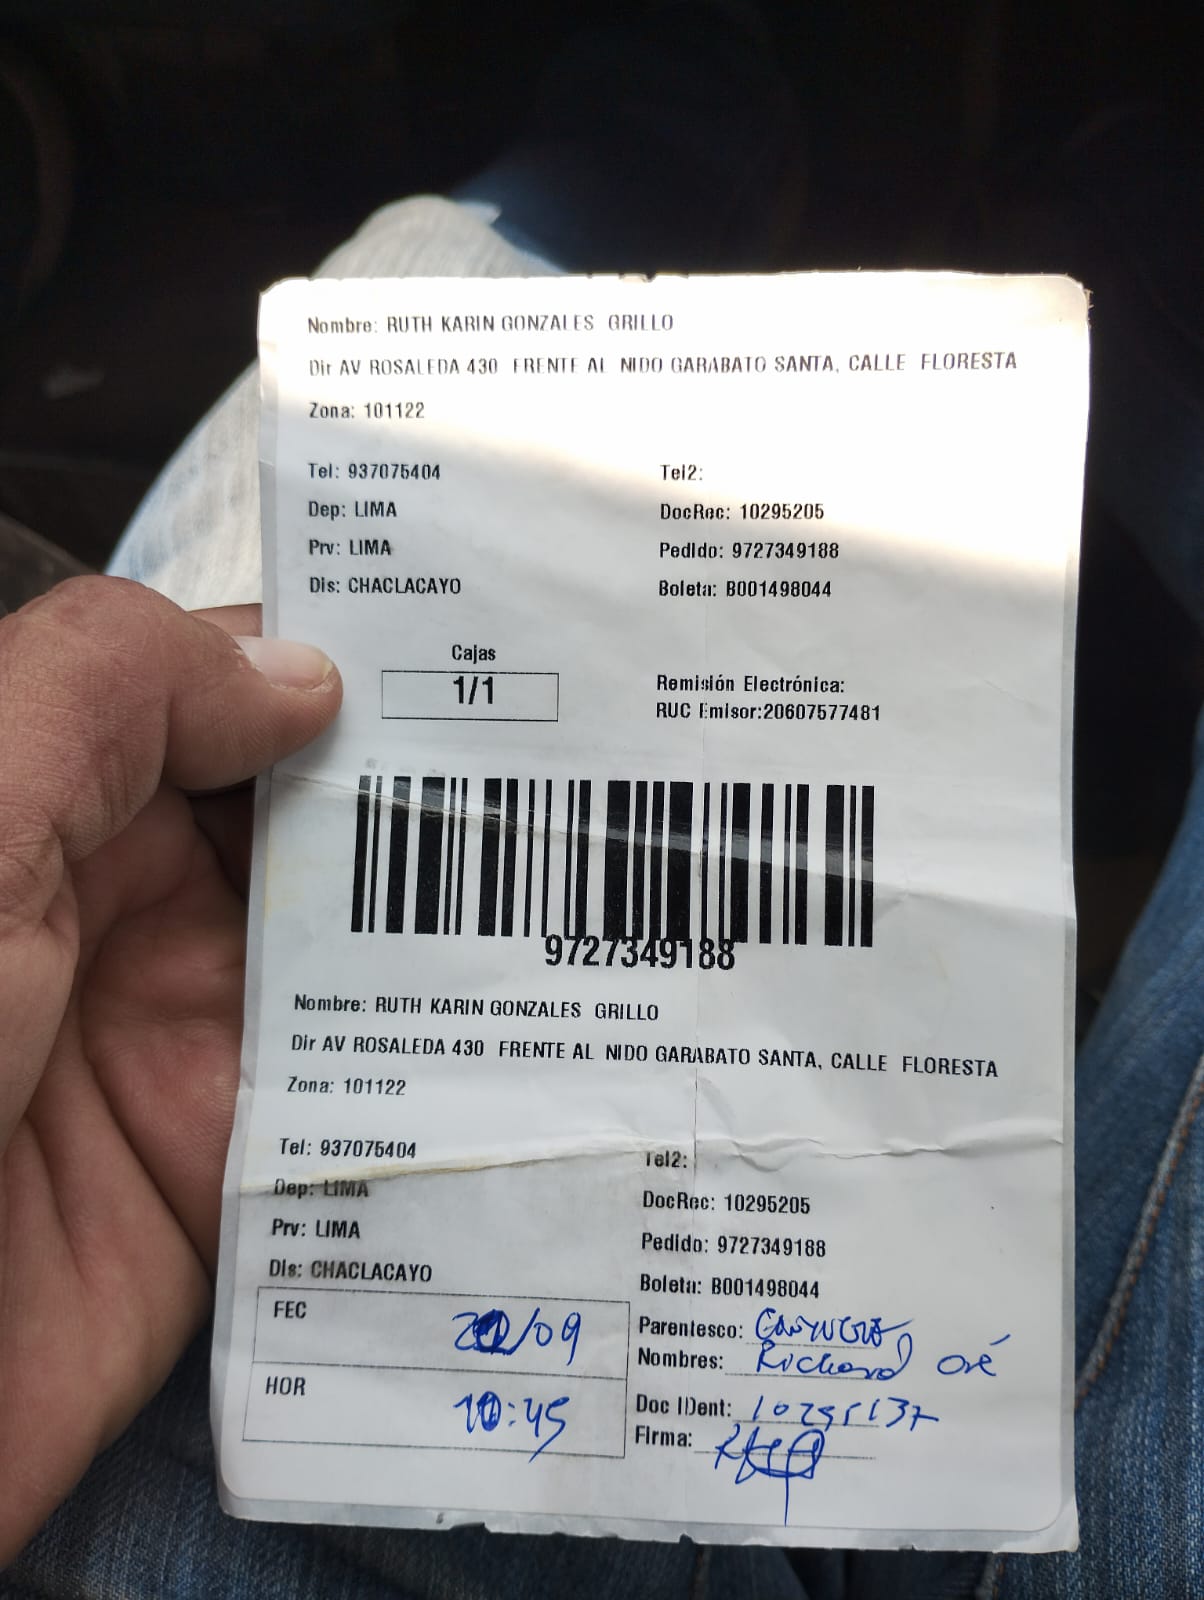 Nombre: RUTH KARIN GONZALES GRILLO
Dir AV ROSALEDA 430 FRENTE AL NIDO GARABATO SANTA, CALLE FLORESTA
Zona: 101122
Tel: 937075404 Tel2:
Dep: LIMA DocRec: 10295205
Prv: LIMA Pedido: 9727349188
Dis: CHACLACAYO Boleta: B001498044
Cajas
1/1
Remisión Electrónica:
RUC Emisor:20607577481
9727349188
Nombre: RUTH KARIN GONZALES GRILLO
Dir AV ROSALEDA 430 FRENTE AL NIDO GARABATO SANTA, CALLE FLORESTA
Zona: 101122
Tel: 937075404 Tel2:
Dep: LIMA DocRec: 10295205
Prv: LIMA Pedido: 9727349188
Dis: CHACLACAYO Boleta: B001498044
FEC /09
Parentesco:
Nombres: Richard Oré
HOR 10:45
Doc IDent: 10295137
Firma: